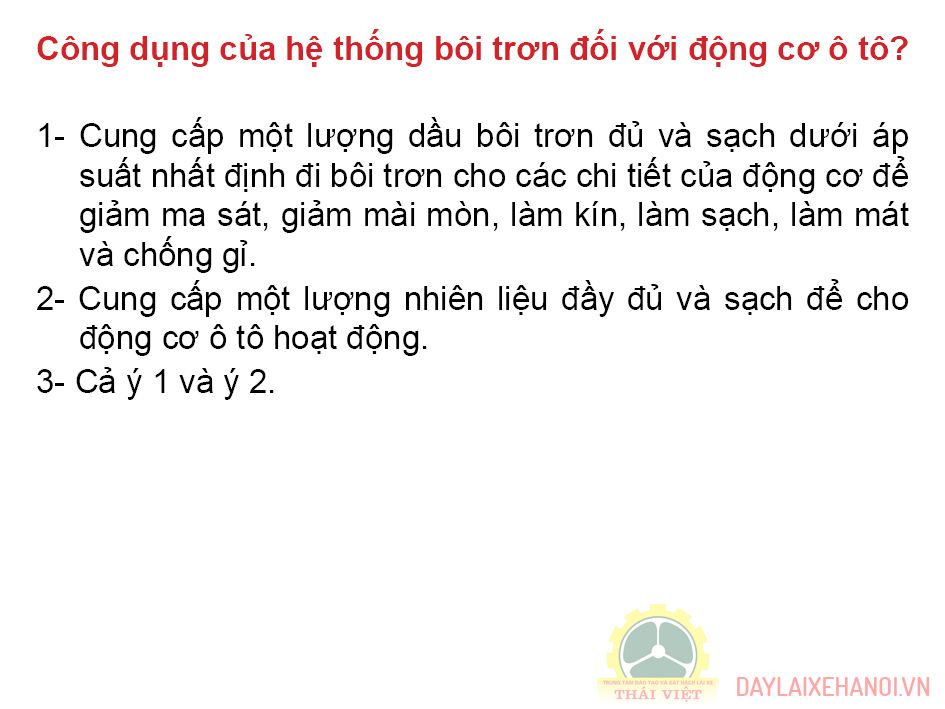 Công dụng của hệ thống bôi trơn đối với động cơ ô tô?
1- Cung cấp một lượng dầu bôi trơn đủ và sạch dưới áp
suất nhất định đi bôi trơn cho các chi tiết của động cơ để
giảm ma sát, giảm mài mòn, làm kín, làm sạch, làm mát
và chống gỉ.
2- Cung cấp một lượng nhiên liệu đầy đủ và sạch để cho
động cơ ô tô hoạt động.
3- Cả ý 1 và ý 2.
TRUNG TÂM ĐÀO TẠO VÀ SÁT HẠCH LÁI XE
THÁI VIỆT
DAYLAIXEHANOI.VN